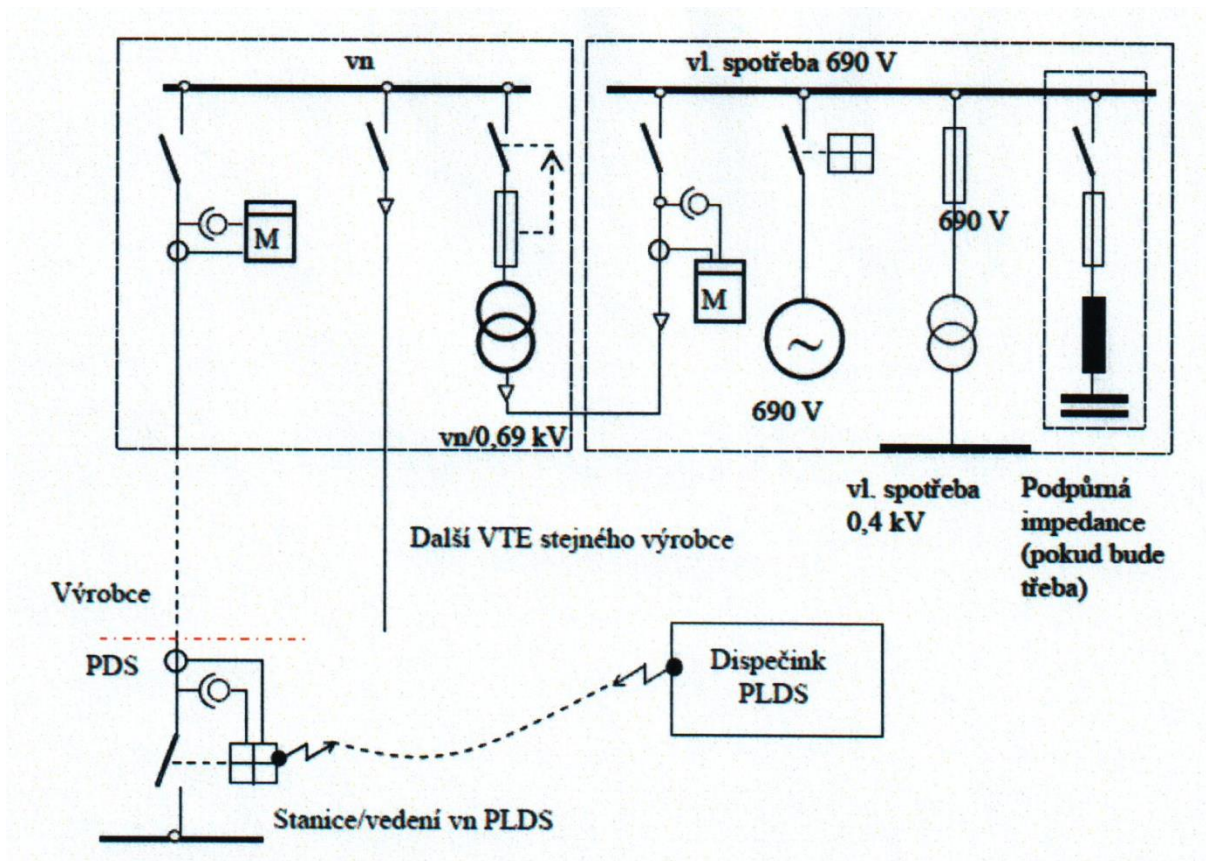 vn
vl. spotřeba 690 V
M
M
690 V
~
690 V
vn/0,69 kV
vl. spotřeba
0,4 kV
Podpůrná
impedance
(pokud bude
třeba)
Další VTE stejného výrobce
Výrobce
PDS
Dispečink
PLDS
Stanice/vedení vn PLDS